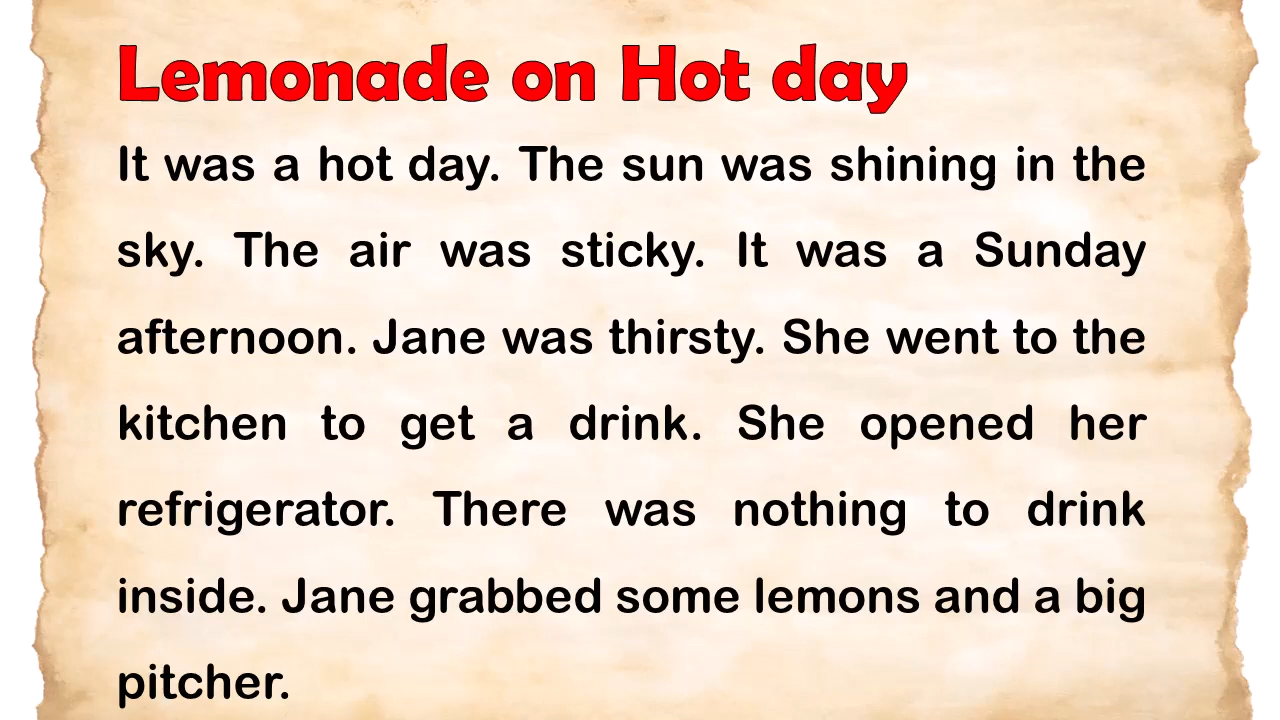 Lemonade on Hot day
It was a hot day. The sun was shining in the
sky. The air was sticky. It was a Sunday
afternoon. Jane was thirsty. She went to the
kitchen to get a drink. She opened her
refrigerator. There was nothing to drink
inside. Jane grabbed some lemons and a big
pitcher.